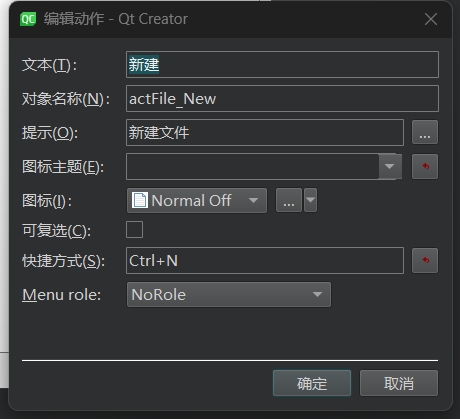 编辑动作 - Qt Creator
文本(T): 新建
对象名称(N): actFile_New
提示(O): 新建文件 ...
图标主题(E):
图标(I): Normal Off ...
可复选(C):
快捷方式(S): Ctrl+N
Menu role: NoRole
确定 取消